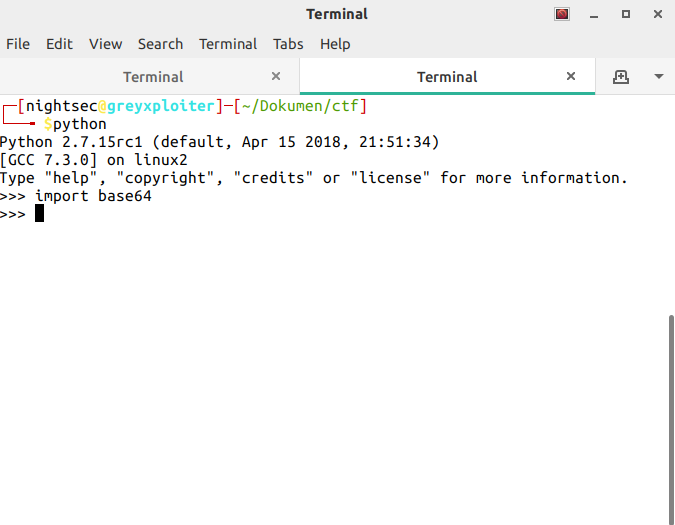 Terminal
File Edit View Search Terminal Tabs Help
Terminal Terminal
┌─[nightsec@greyxploiter]─[~/Dokumen/ctf]
└──╼ $python
Python 2.7.15rc1 (default, Apr 15 2018, 21:51:34)
[GCC 7.3.0] on linux2
Type "help", "copyright", "credits" or "license" for more information.
>>> import base64
>>>